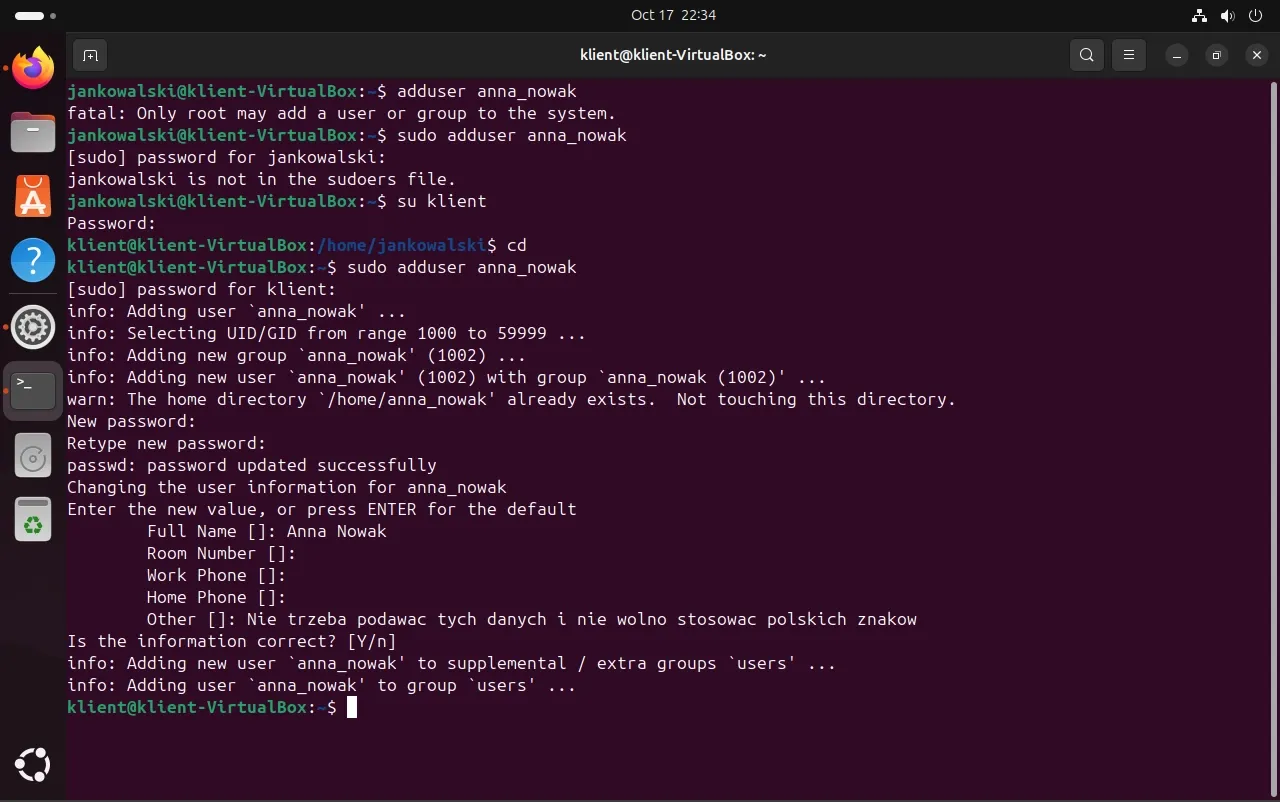 Oct 17 22:34
klient@klient-VirtualBox: ~
jankowalski@klient-VirtualBox:~$ adduser anna_nowak
fatal: Only root may add a user or group to the system.
jankowalski@klient-VirtualBox:~$ sudo adduser anna_nowak
[sudo] password for jankowalski:
jankowalski is not in the sudoers file.
jankowalski@klient-VirtualBox:~$ su klient
Password:
klient@klient-VirtualBox:/home/jankowalski$ cd
klient@klient-VirtualBox:~$ sudo adduser anna_nowak
[sudo] password for klient:
info: Adding user `anna_nowak' ...
info: Selecting UID/GID from range 1000 to 59999 ...
info: Adding new group `anna_nowak' (1002) ...
info: Adding new user `anna_nowak' (1002) with group `anna_nowak (1002)' ...
warn: The home directory `/home/anna_nowak' already exists.  Not touching this directory.
New password:
Retype new password:
passwd: password updated successfully
Changing the user information for anna_nowak
Enter the new value, or press ENTER for the default
        Full Name []: Anna Nowak
        Room Number []:
        Work Phone []:
        Home Phone []:
        Other []: Nie trzeba podawac tych danych i nie wolno stosowac polskich znakow
Is the information correct? [Y/n]
info: Adding new user `anna_nowak' to supplemental / extra groups `users' ...
info: Adding user `anna_nowak' to group `users' ...
klient@klient-VirtualBox:~$